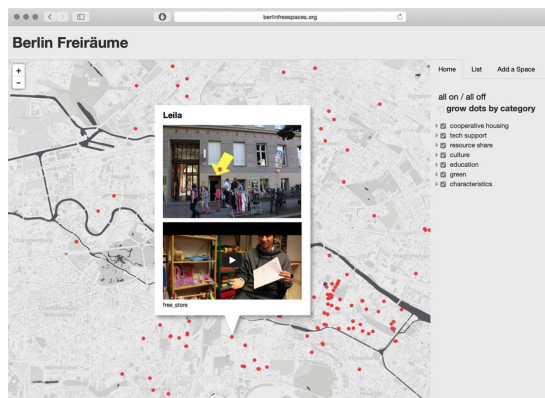 berlinfreespaces.org
Berlin Freiräume
+
−
Home List Add a Space
all on / all off
grow dots by category
cooperative housing
tech support
resource share
culture
education
green
characteristics
Leila
free_store
Charlottenburg